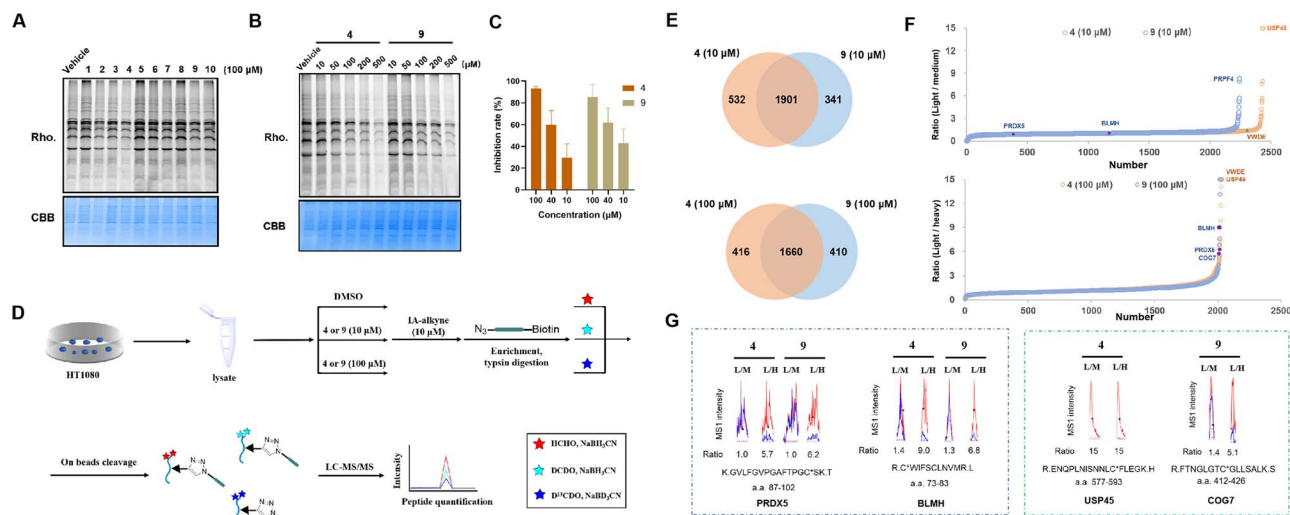 A
Vehicle 1 2 3 4 5 6 7 8 9 10 (100 μM)
Rho.
CBB
B
4 9
Vehicle 10 50 100 200 500 10 50 100 200 500 (μM)
Rho.
CBB
C
Inhibition rate (%)
100
80
60
40
20
0
4
9
100 40 10 100 40 10
Concentration (μM)
D
HT1080
lysate
DMSO
4 or 9 (10 μM)
4 or 9 (100 μM)
IA-alkyne
(10 μM)
N3 Biotin
Enrichment,
typsin digestion
On beads cleavage
LC-MS/MS
Intensity
Peptide quantification
HCHO, NaBH3CN
DCDO, NaBH3CN
D13CDO, NaBD3CN
E
4 (10 μM) 9 (10 μM)
532 1901 341
4 (100 μM) 9 (100 μM)
416 1660 410
F
Ratio (Light / medium)
15
12
9
6
3
0
4 (10 μM) 9 (10 μM)
USP45
PRPF4
PRDX5
BLMH
VWDE
0 500 1000 1500 2000 2500
Number
Ratio (Light / heavy)
15
12
9
6
3
0
4 (100 μM) 9 (100 μM)
VWDE
USP45
BLMH
PRDX5
COG7
0 500 1000 1500 2000 2500
Number
G
4 9
L/M L/H L/M L/H
MS1 intensity
Ratio 1.0 5.7 1.0 6.2
K.GVLFGVPGAFTPGC*SK.T
a.a. 87-102
PRDX5
4 9
L/M L/H L/M L/H
MS1 intensity
Ratio 1.4 9.0 1.3 6.8
R.C*WIFSCLNVMR.L
a.a. 73-83
BLMH
4
L/M L/H
MS1 intensity
Ratio 15 15
R.ENQPLNISNNLC*FLEGK.H
a.a. 577-593
USP45
9
L/M L/H
MS1 intensity
Ratio 1.4 5.1
R.FTNGLGTC*GLLSALK.S
a.a. 412-426
COG7